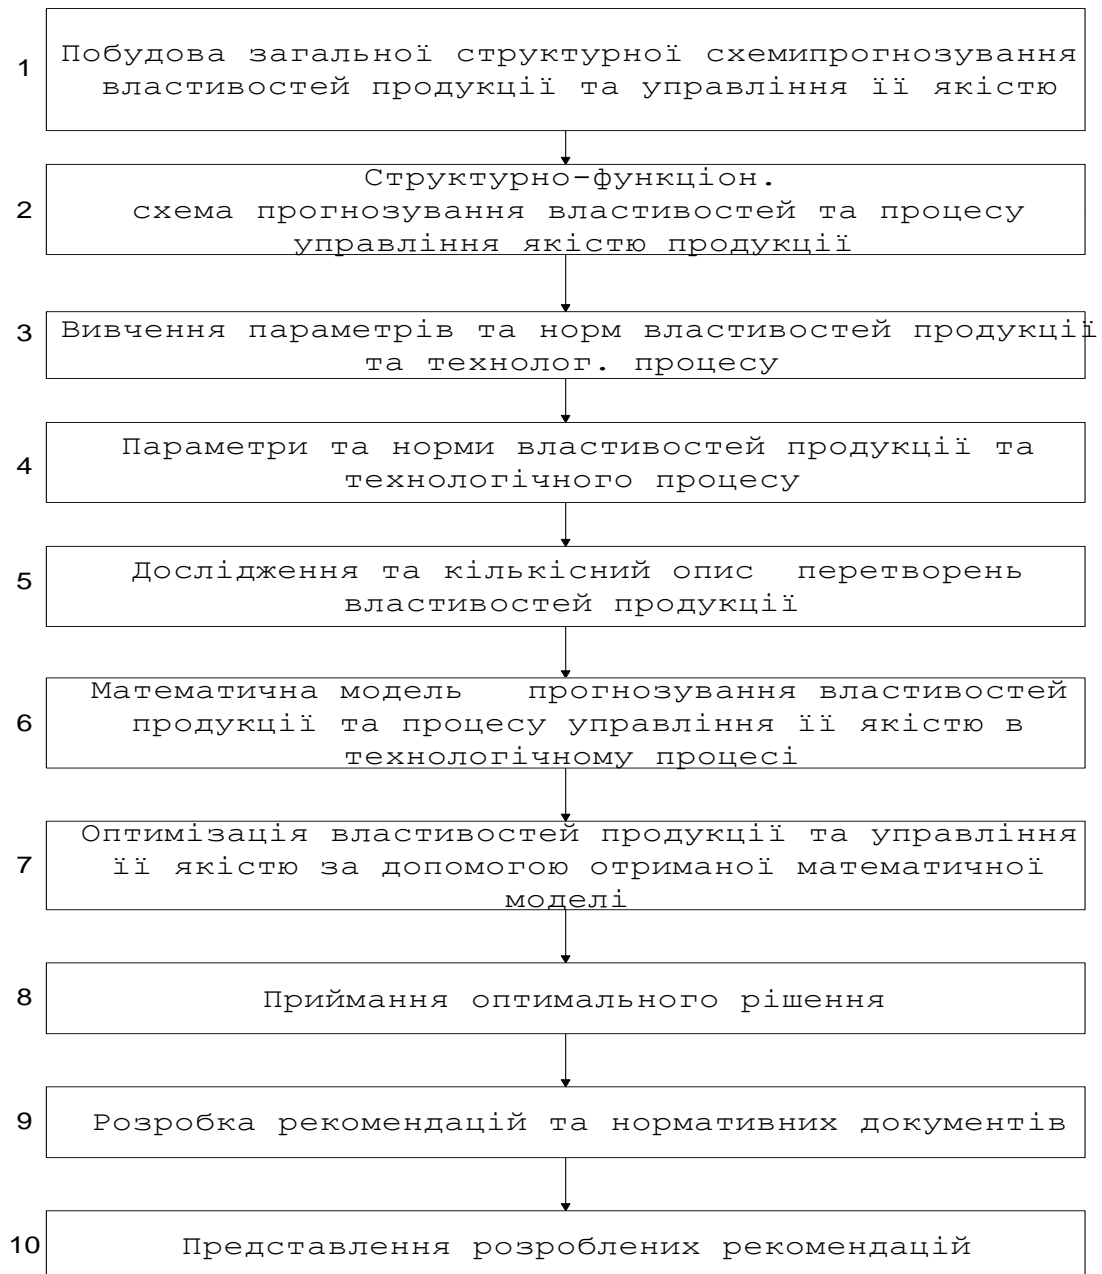 1
Побудова загальної структурної схемипрогнозування
властивостей продукції та управління її якістю
2
Структурно-функціон.
схема прогнозування властивостей та процесу
управління якістю продукції
3
Вивчення параметрів та норм властивостей продукції
та технолог. процесу
4
Параметри та норми властивостей продукції та
технологічного процесу
5
Дослідження та кількісний опис перетворень
властивостей продукції
6
Математична модель прогнозування властивостей
продукції та процесу управління її якістю в
технологічному процесі
7
Оптимізація властивостей продукції та управління
її якістю за допомогою отриманої математичної
моделі
8
Приймання оптимального рішення
9
Розробка рекомендацій та нормативних документів
10
Представлення розроблених рекомендацій